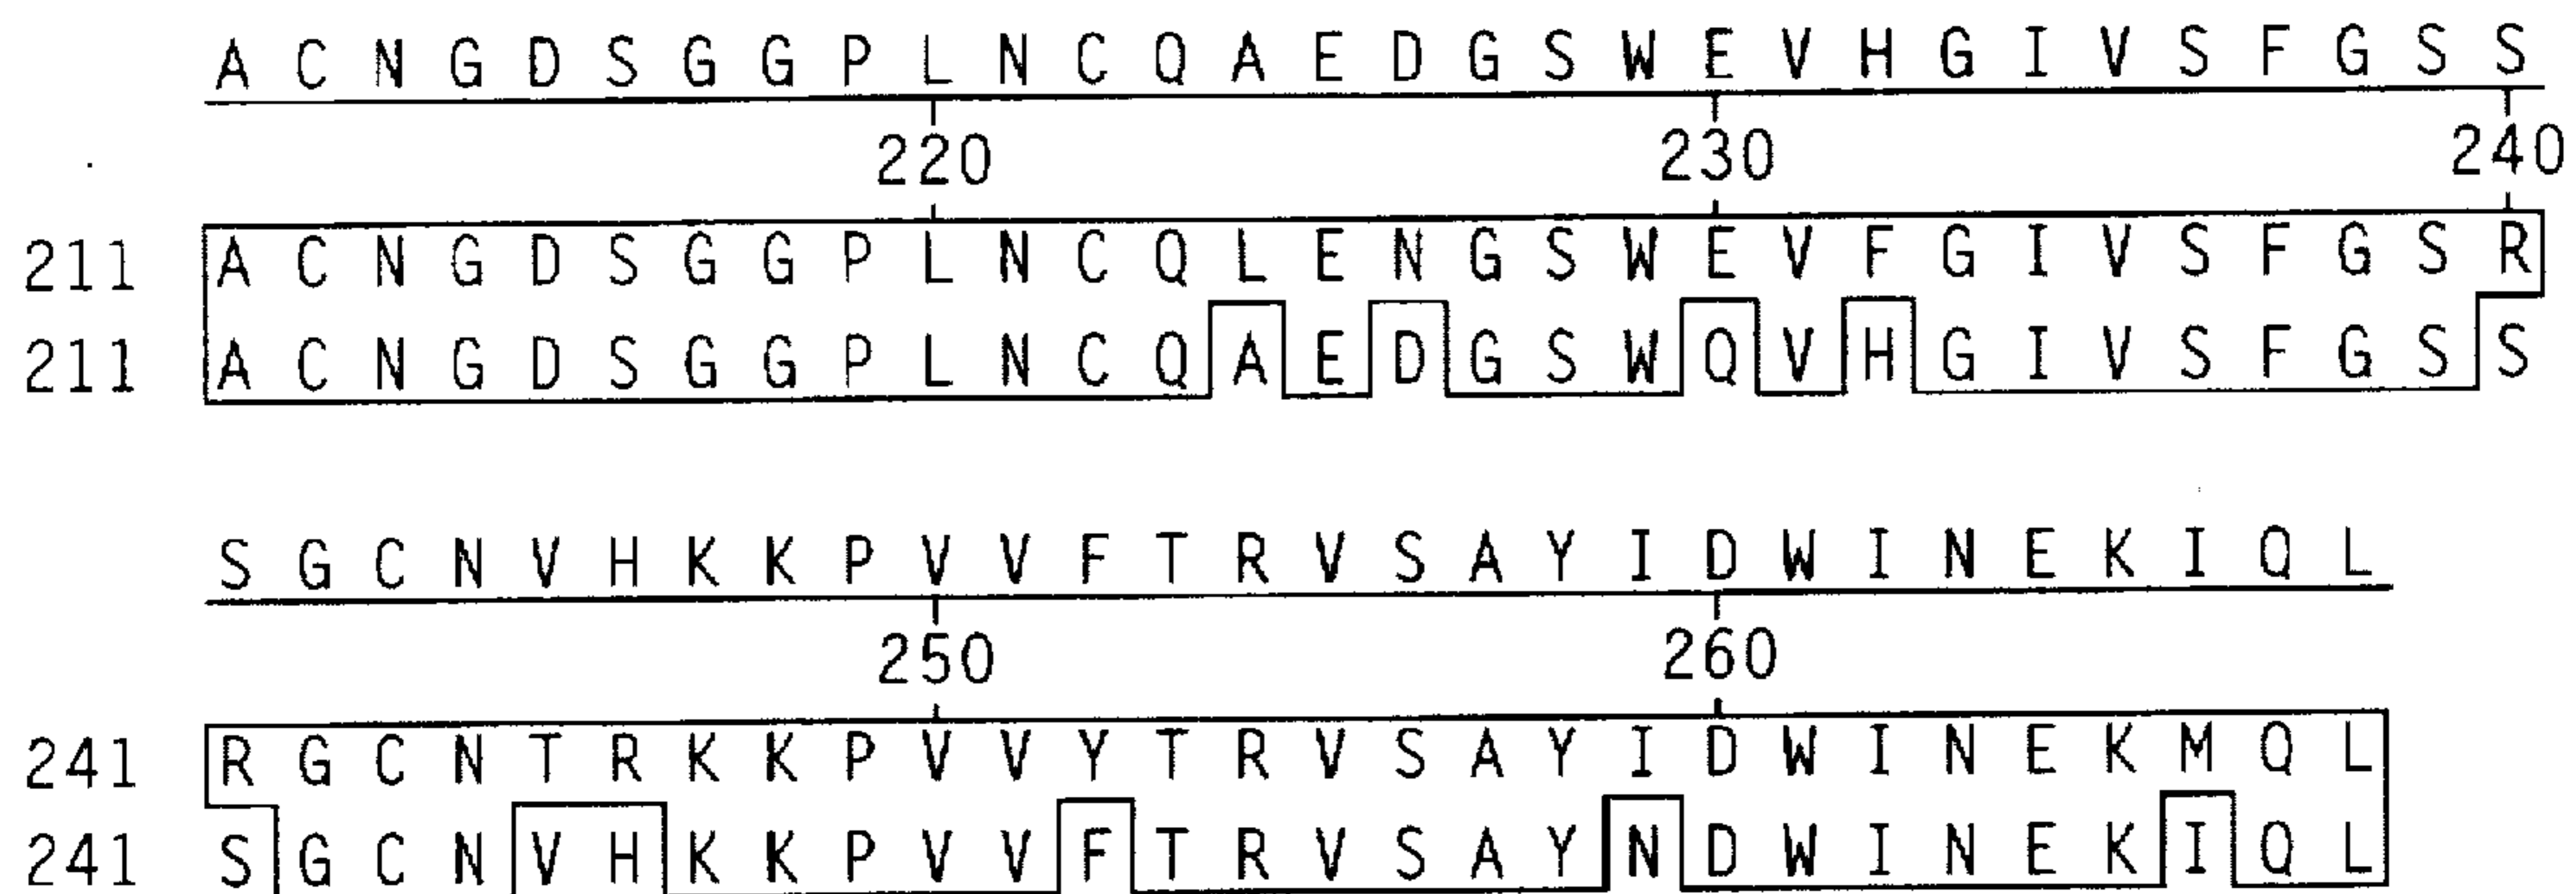 A C N G D S G G P L N C Q A E D G S W E V H G I V S F G S S
220 230 240
211 A C N G D S G G P L N C Q L E N G S W E V F G I V S F G S R
211 A C N G D S G G P L N C Q A E D G S W Q V H G I V S F G S S
S G C N V H K K P V V F T R V S A Y I D W I N E K I Q L
250 260
241 R G C N T R K K P V V Y T R V S A Y I D W I N E K M Q L
241 S G C N V H K K P V V F T R V S A Y N D W I N E K I Q L